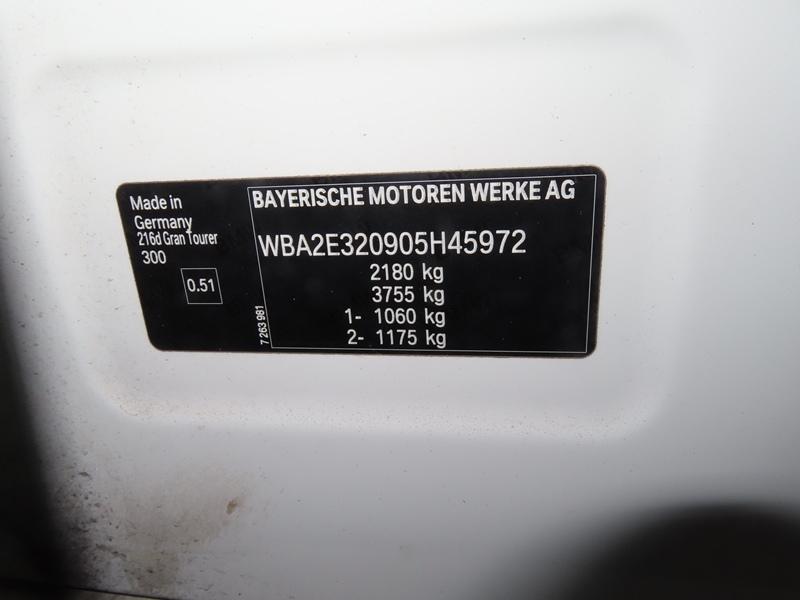 Made in
Germany
216d Gran Tourer
300
0.51
7 263 981
BAYERISCHE MOTOREN WERKE AG
WBA2E320905H45972
2180 kg
3755 kg
1- 1060 kg
2- 1175 kg